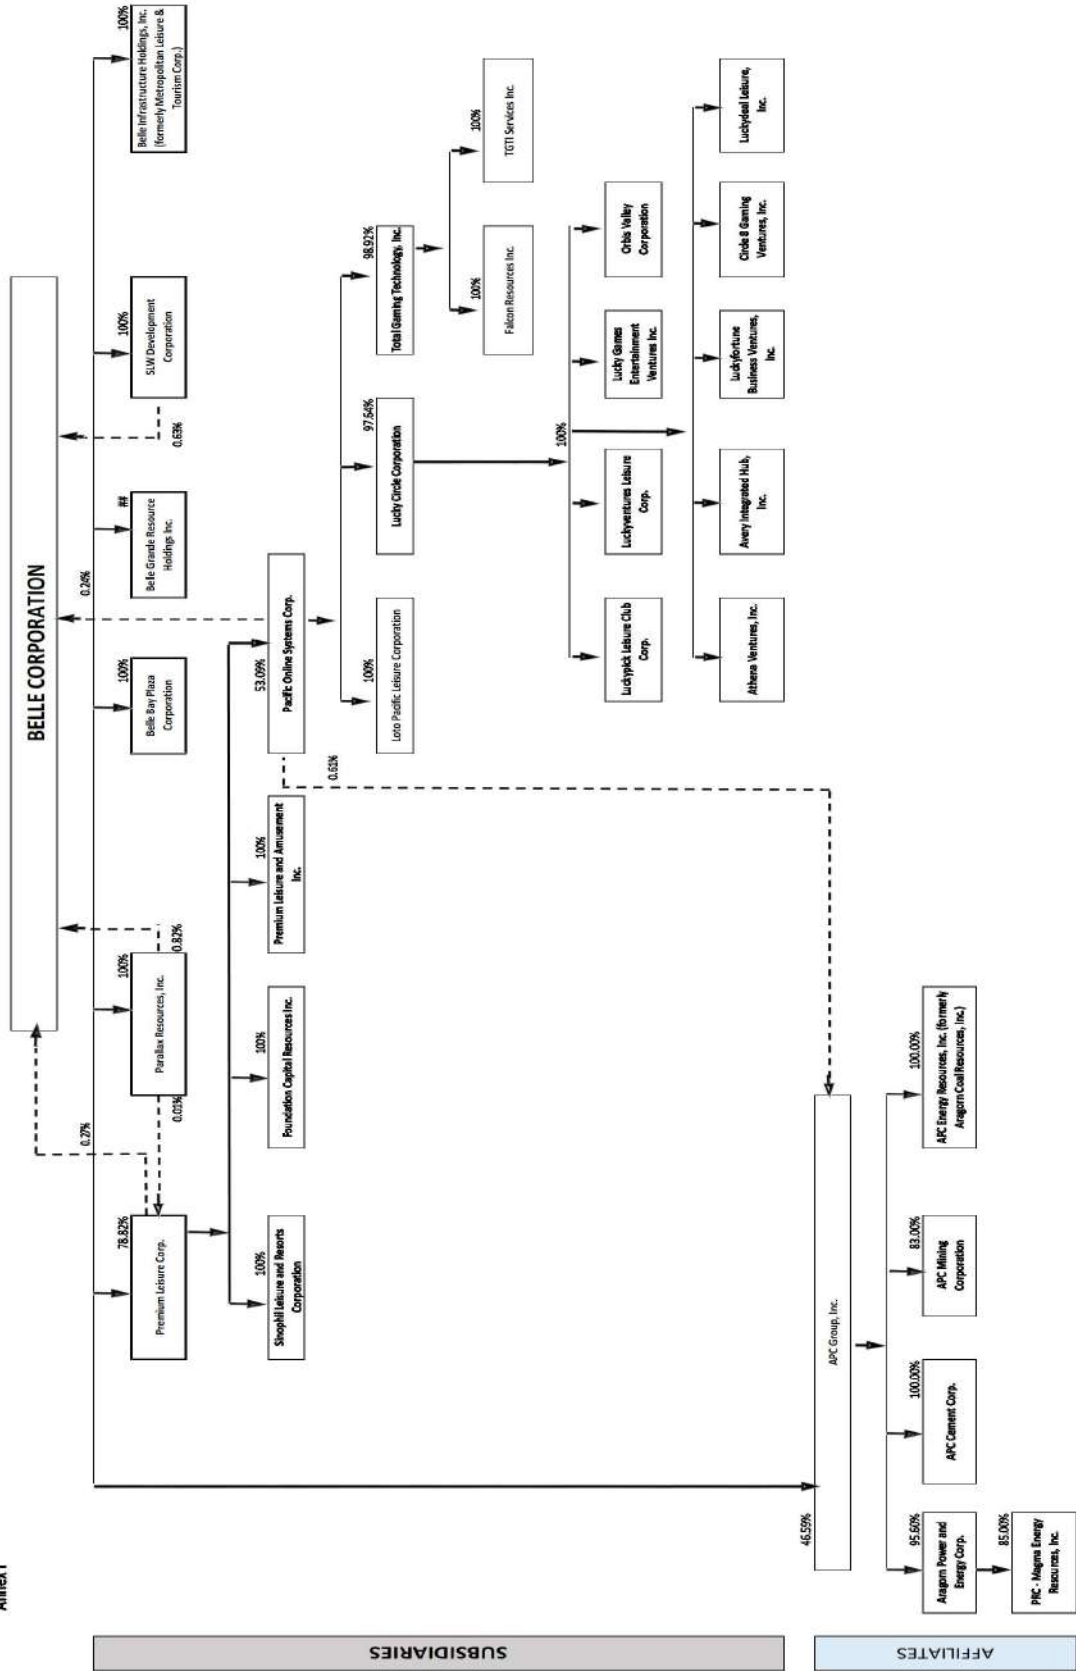 Annex I
BELLE CORPORATION
0.27%
0.24%
78.82%
Premium Leisure Corp.
0.01%
100%
Parallax Resources, Inc.
0.82%
100%
Belle Bay Plaza
Corporation
##
Belle Grande Resource
Holdings Inc.
0.63%
100%
SLW Development
Corporation
100%
Belle Infrastructure Holdings, Inc.
(formerly Metropolitan Leisure &
Tourism Corp.)
100%
Sinophil Leisure and Resorts
Corporation
100%
Foundation Capital Resources Inc.
100%
Premium Leisure and Amusement
Inc.
53.09%
Pacific Online Systems Corp.
0.61%
100%
Loto Pacific Leisure Corporation
97.64%
Lucky Circle Corporation
98.92%
Total Gaming Technology, Inc.
100%
Falcon Resources Inc.
100%
TGTI Services Inc.
100%
Luckypick Leisure Club
Corp.
Luckyventures Leisure
Corp.
Lucky Games
Entertainment
Ventures Inc.
Orbis Valley
Corporation
Athena Ventures, Inc.
Avery Integrated Hub,
Inc.
Luckyfortune
Business Ventures,
Inc.
Circle 8 Gaming
Ventures, Inc.
Luckydeal Leisure,
Inc.
46.59%
APC Group, Inc.
95.60%
Aragorn Power and
Energy Corp.
100.00%
APC Cement Corp.
83.00%
APC Mining
Corporation
100.00%
APC Energy Resources, Inc. (formerly
Aragorn Coal Resources, Inc.)
85.00%
PRC - Magma Energy
Resources, Inc.
SUBSIDIARIES
AFFILIATES